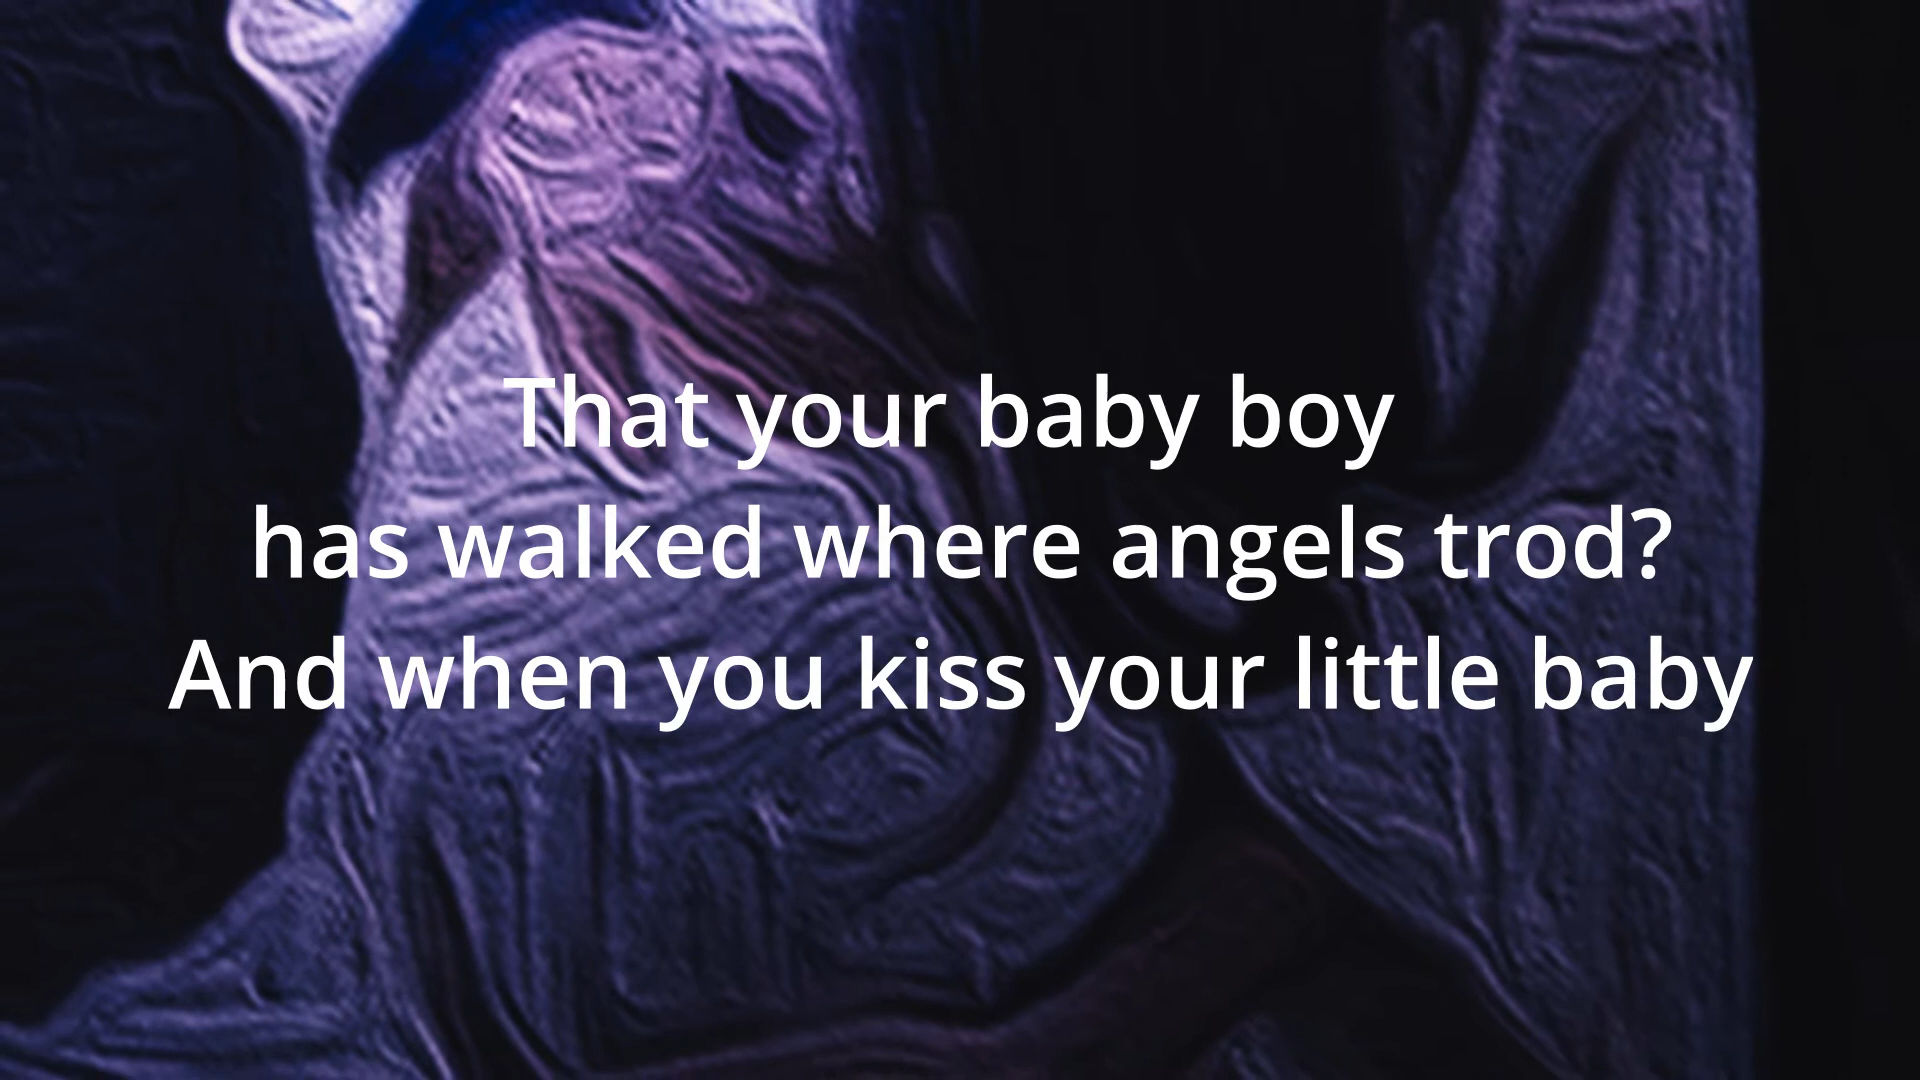 That your baby boy
has walked where angels trod?
And when you kiss your little baby